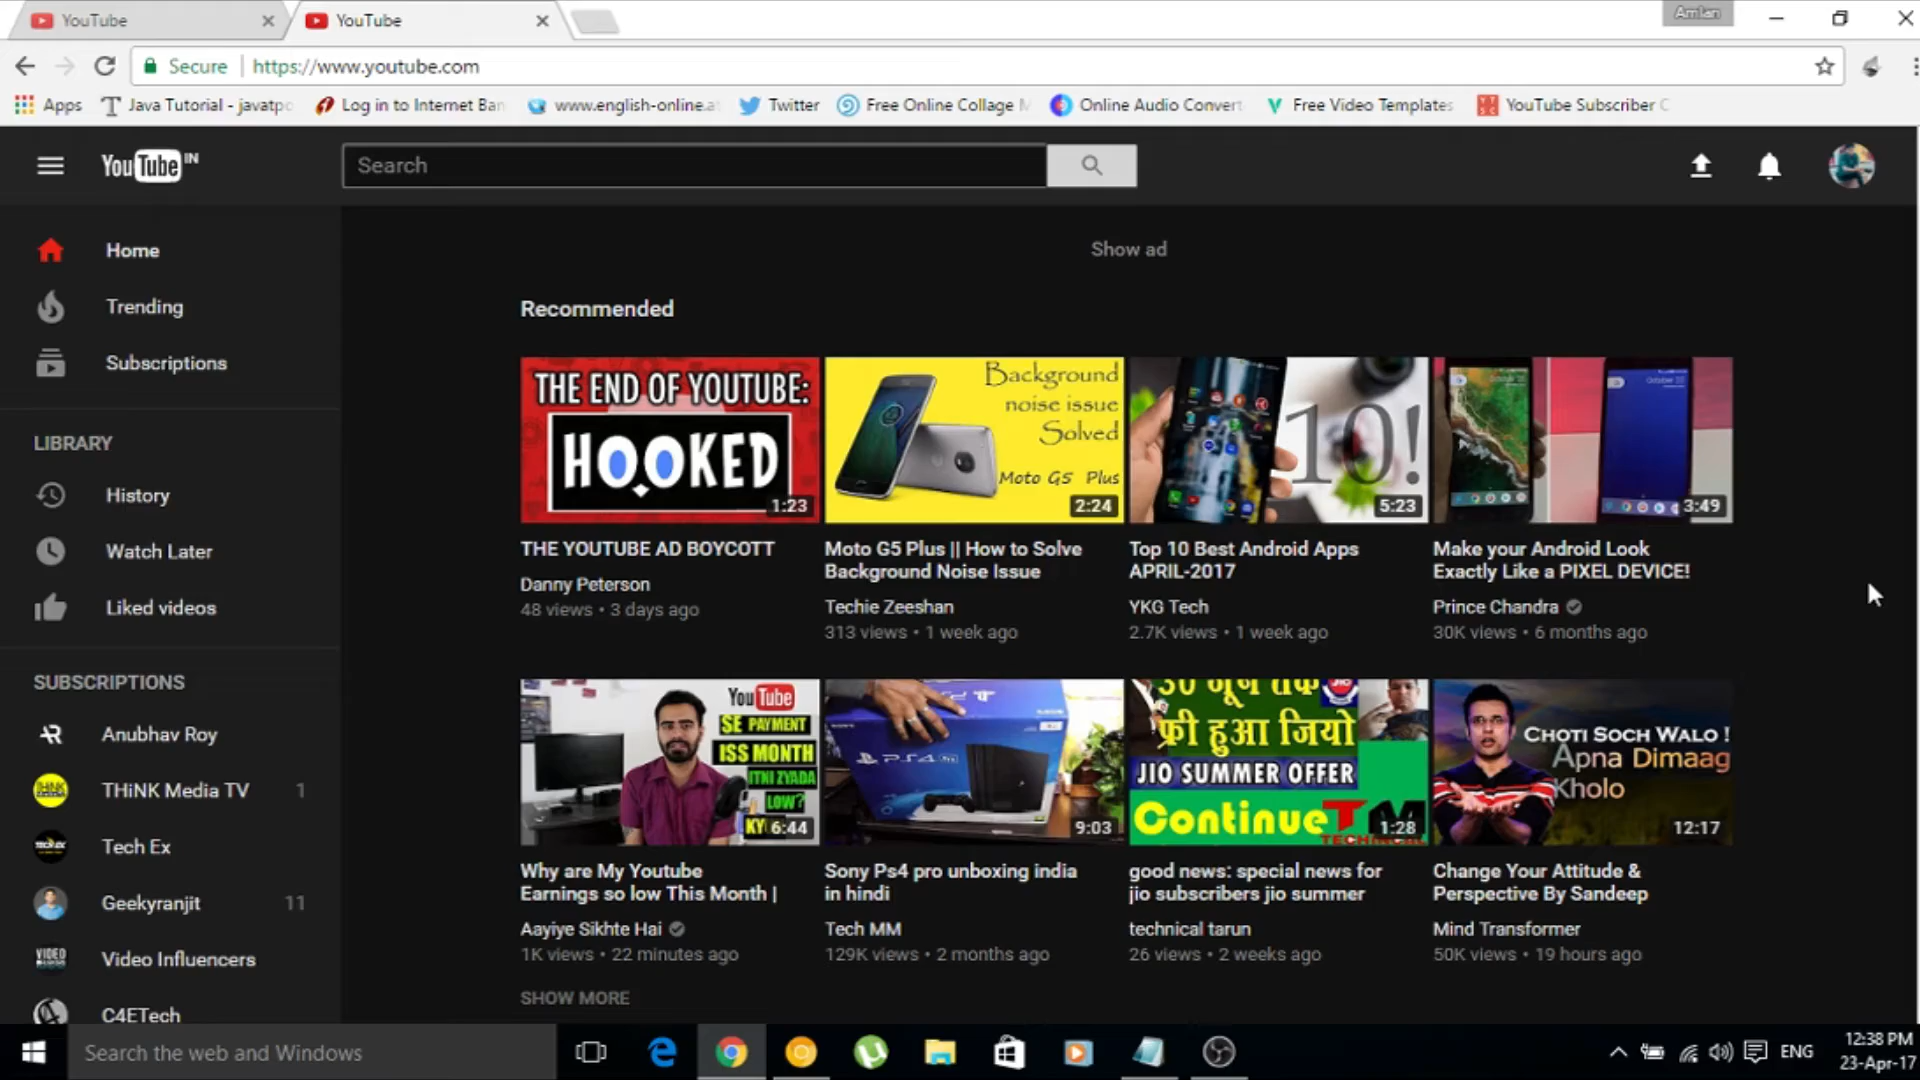 YouTube
YouTube
Amlan
Secure
https://www.youtube.com
Apps
Java Tutorial - javatpo
Log in to Internet Ban
www.english-online.a
Twitter
Free Online Collage M
Online Audio Convert
Free Video Templates
YouTube Subscriber C
YouTube IN
Search
Home
Trending
Subscriptions
LIBRARY
History
Watch Later
Liked videos
SUBSCRIPTIONS
Anubhav Roy
THiNK Media TV 1
Tech Ex
Geekyranjit 11
Video Influencers
C4ETech
Show ad
Recommended
THE END OF YOUTUBE:
HOOKED
1:23
THE YOUTUBE AD BOYCOTT
Danny Peterson
48 views • 3 days ago
Background
noise issue
Solved
Moto G5 Plus
2:24
Moto G5 Plus || How to Solve
Background Noise Issue
Techie Zeeshan
313 views • 1 week ago
10!
5:23
Top 10 Best Android Apps
APRIL-2017
YKG Tech
2.7K views • 1 week ago
3:49
Make your Android Look
Exactly Like a PIXEL DEVICE!
Prince Chandra
30K views • 6 months ago
YouTube
SE PAYMENT
ISS MONTH
ITNI ZYADA
LOW?
KY
6:44
Why are My Youtube
Earnings so low This Month |
Aayiye Sikhte Hai
1K views • 22 minutes ago
PS4 PRO
9:03
Sony Ps4 pro unboxing india
in hindi
Tech MM
129K views • 2 months ago
30 जून तक
फ्री हुआ जियो
JIO SUMMER OFFER
Continue
1:28
good news: special news for
jio subscribers jio summer
technical tarun
26 views • 2 weeks ago
CHOTI SOCH WALO !
Apna Dimaag
Kholo
12:17
Change Your Attitude &
Perspective By Sandeep
Mind Transformer
50K views • 19 hours ago
SHOW MORE
Search the web and Windows
ENG
12:38 PM
23-Apr-17